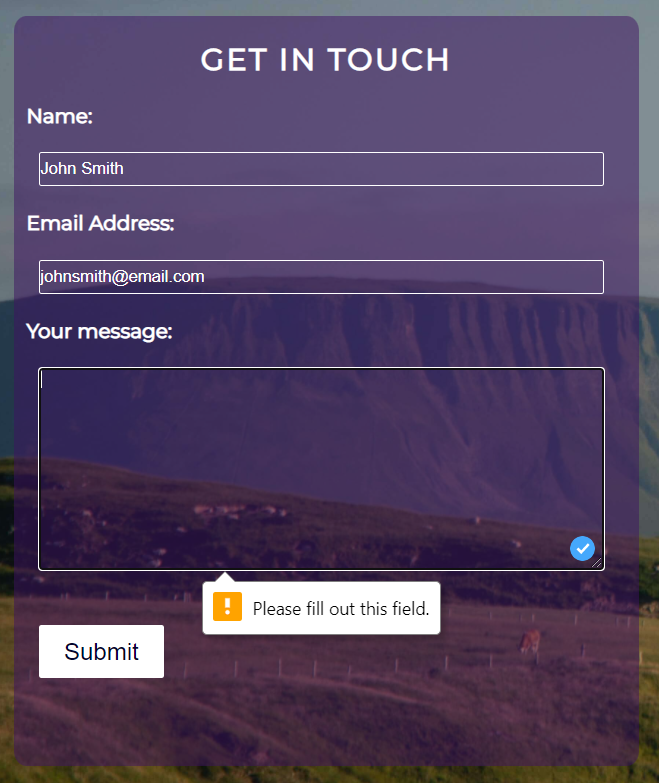 GET IN TOUCH
Name:
John Smith
Email Address:
johnsmith@email.com
Your message:
Please fill out this field.
Submit